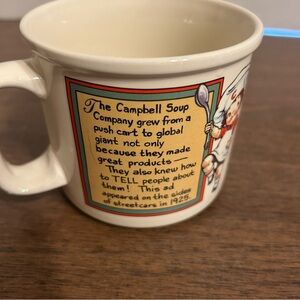 The Campbell Soup
Company grew from a
push cart to global
giant not only
because they made
great products —
They also knew how
to TELL people about
them! This ad
appeared on the sides
of streetcars in 1925.